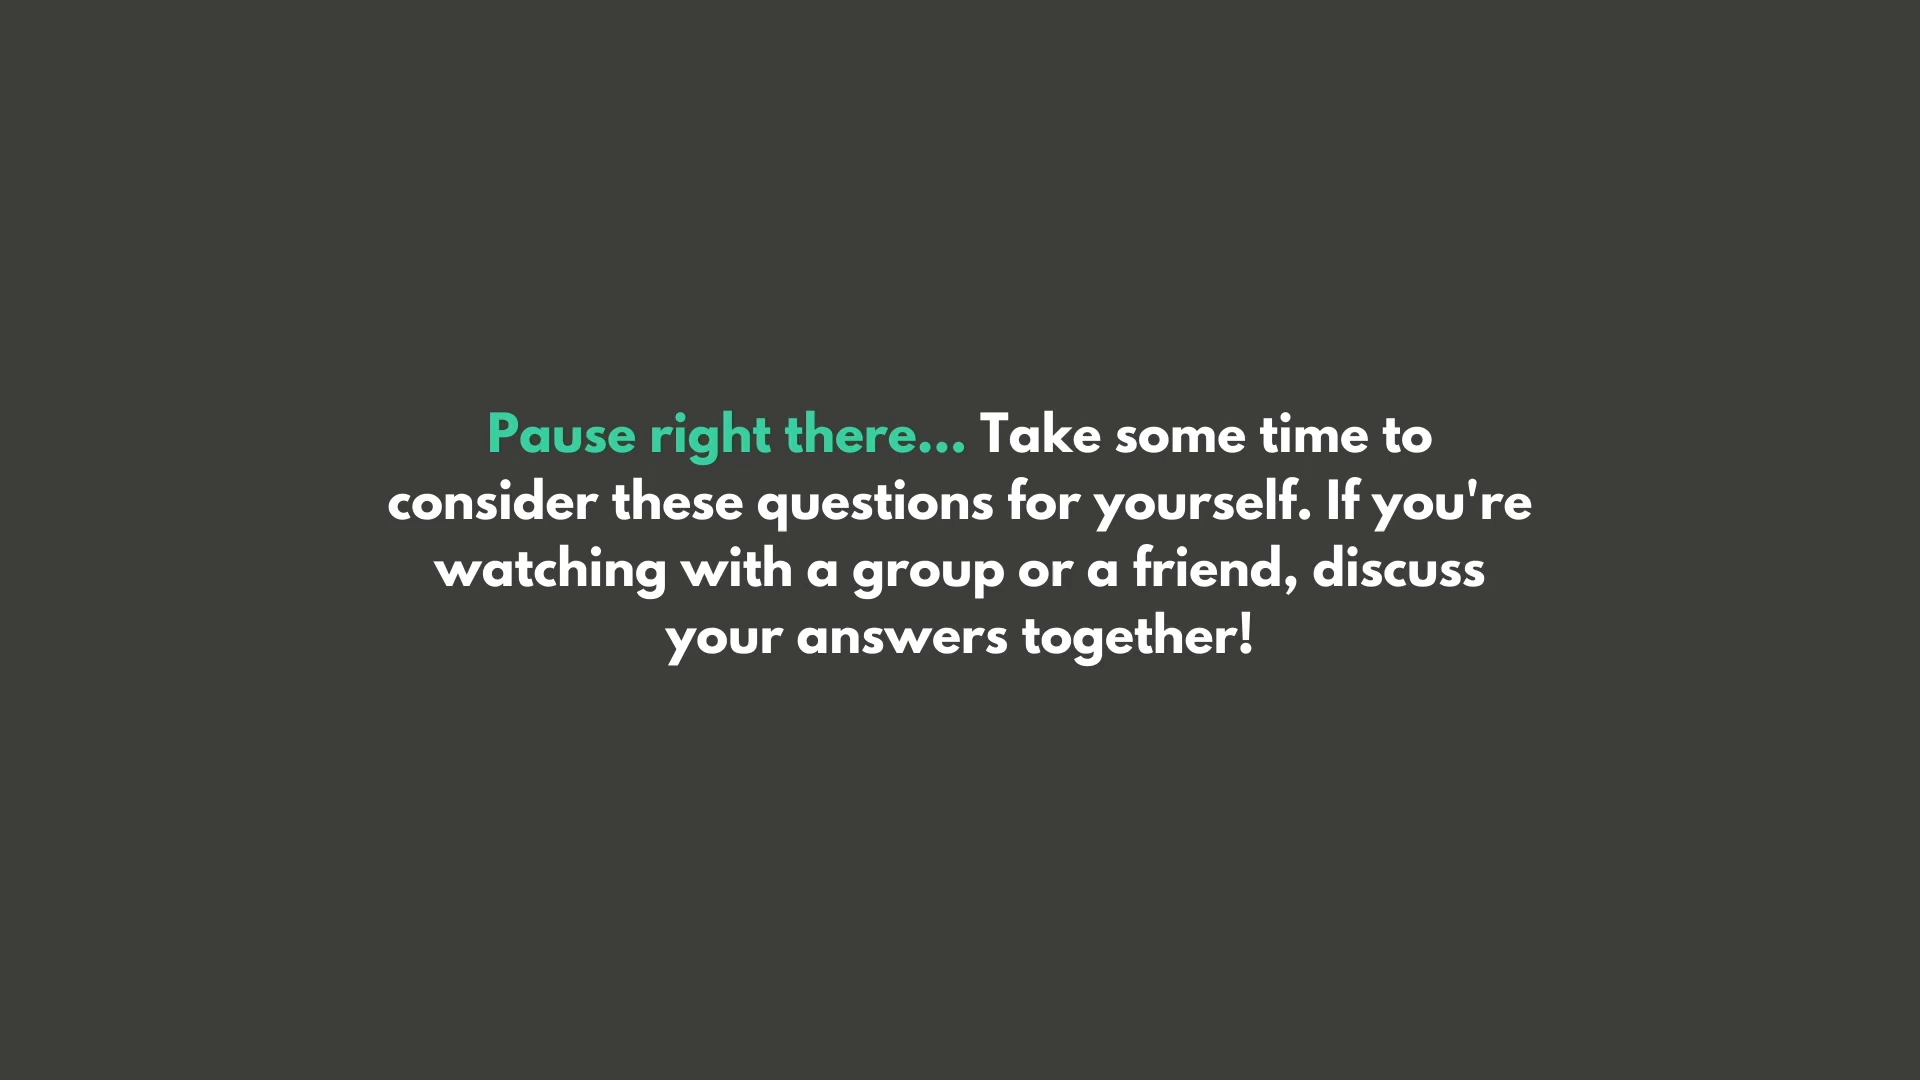 Pause right there... Take some time to
consider these questions for yourself. If you're
watching with a group or a friend, discuss
your answers together!